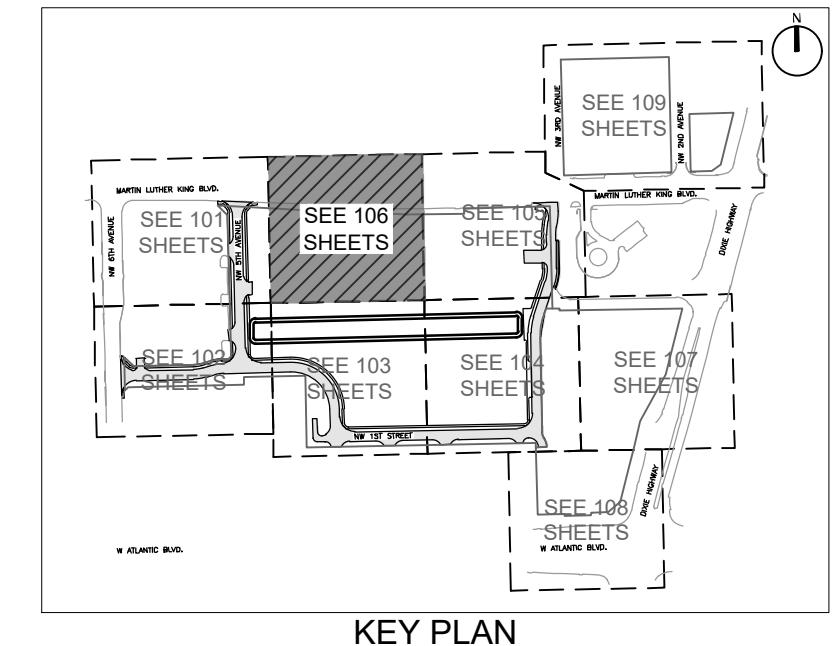 N
NW 3RD AVENUE
SEE 109
SHEETS
NW 2ND AVENUE
MARTIN LUTHER KING BLVD.
MARTIN LUTHER KING BLVD.
NW 6TH AVENUE
SEE 101
SHEETS
NW 5TH AVENUE
SEE 106
SHEETS
SEE 105
SHEETS
DIXIE HIGHWAY
SEE 102
SHEETS
SEE 103
SHEETS
SEE 104
SHEETS
SEE 107
SHEETS
NW 1ST STREET
SEE 108
SHEETS
DIXIE HIGHWAY
W ATLANTIC BLVD.
W ATLANTIC BLVD.
KEY PLAN